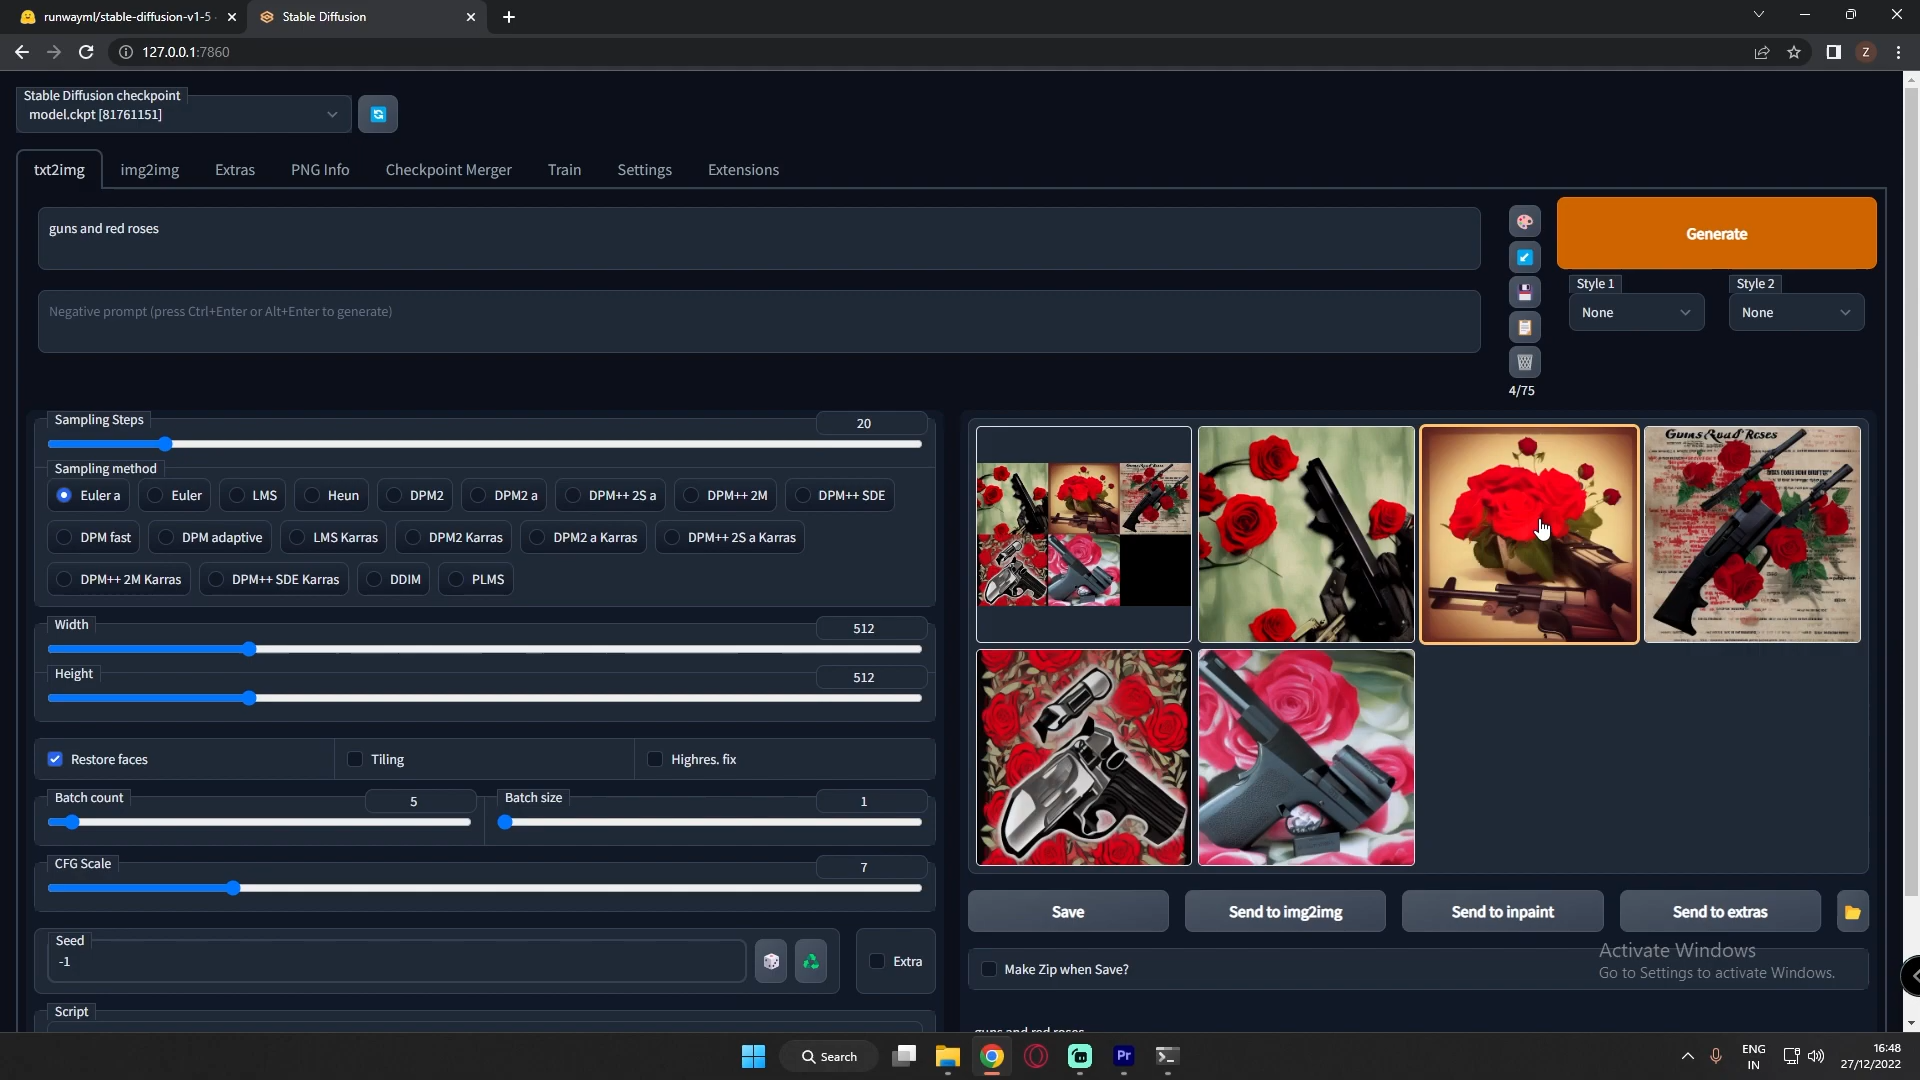 runwayml/stable-diffusion-v1-5
Stable Diffusion
127.0.0.1:7860
Z
Stable Diffusion checkpoint
model.ckpt [81761151]
txt2img
img2img
Extras
PNG Info
Checkpoint Merger
Train
Settings
Extensions
guns and red roses
Negative prompt (press Ctrl+Enter or Alt+Enter to generate)
Generate
Style 1
None
Style 2
None
4/75
Sampling Steps
20
Sampling method
Euler a
Euler
LMS
Heun
DPM2
DPM2 a
DPM++ 2S a
DPM++ 2M
DPM++ SDE
DPM fast
DPM adaptive
LMS Karras
DPM2 Karras
DPM2 a Karras
DPM++ 2S a Karras
DPM++ 2M Karras
DPM++ SDE Karras
DDIM
PLMS
Width
512
Height
512
Restore faces
Tiling
Highres. fix
Batch count
5
Batch size
1
CFG Scale
7
Seed
-1
Extra
Script
Save
Send to img2img
Send to inpaint
Send to extras
Make Zip when Save?
Activate Windows
Go to Settings to activate Windows.
guns and red roses
Search
Pr
ENG
IN
16:48
27/12/2022